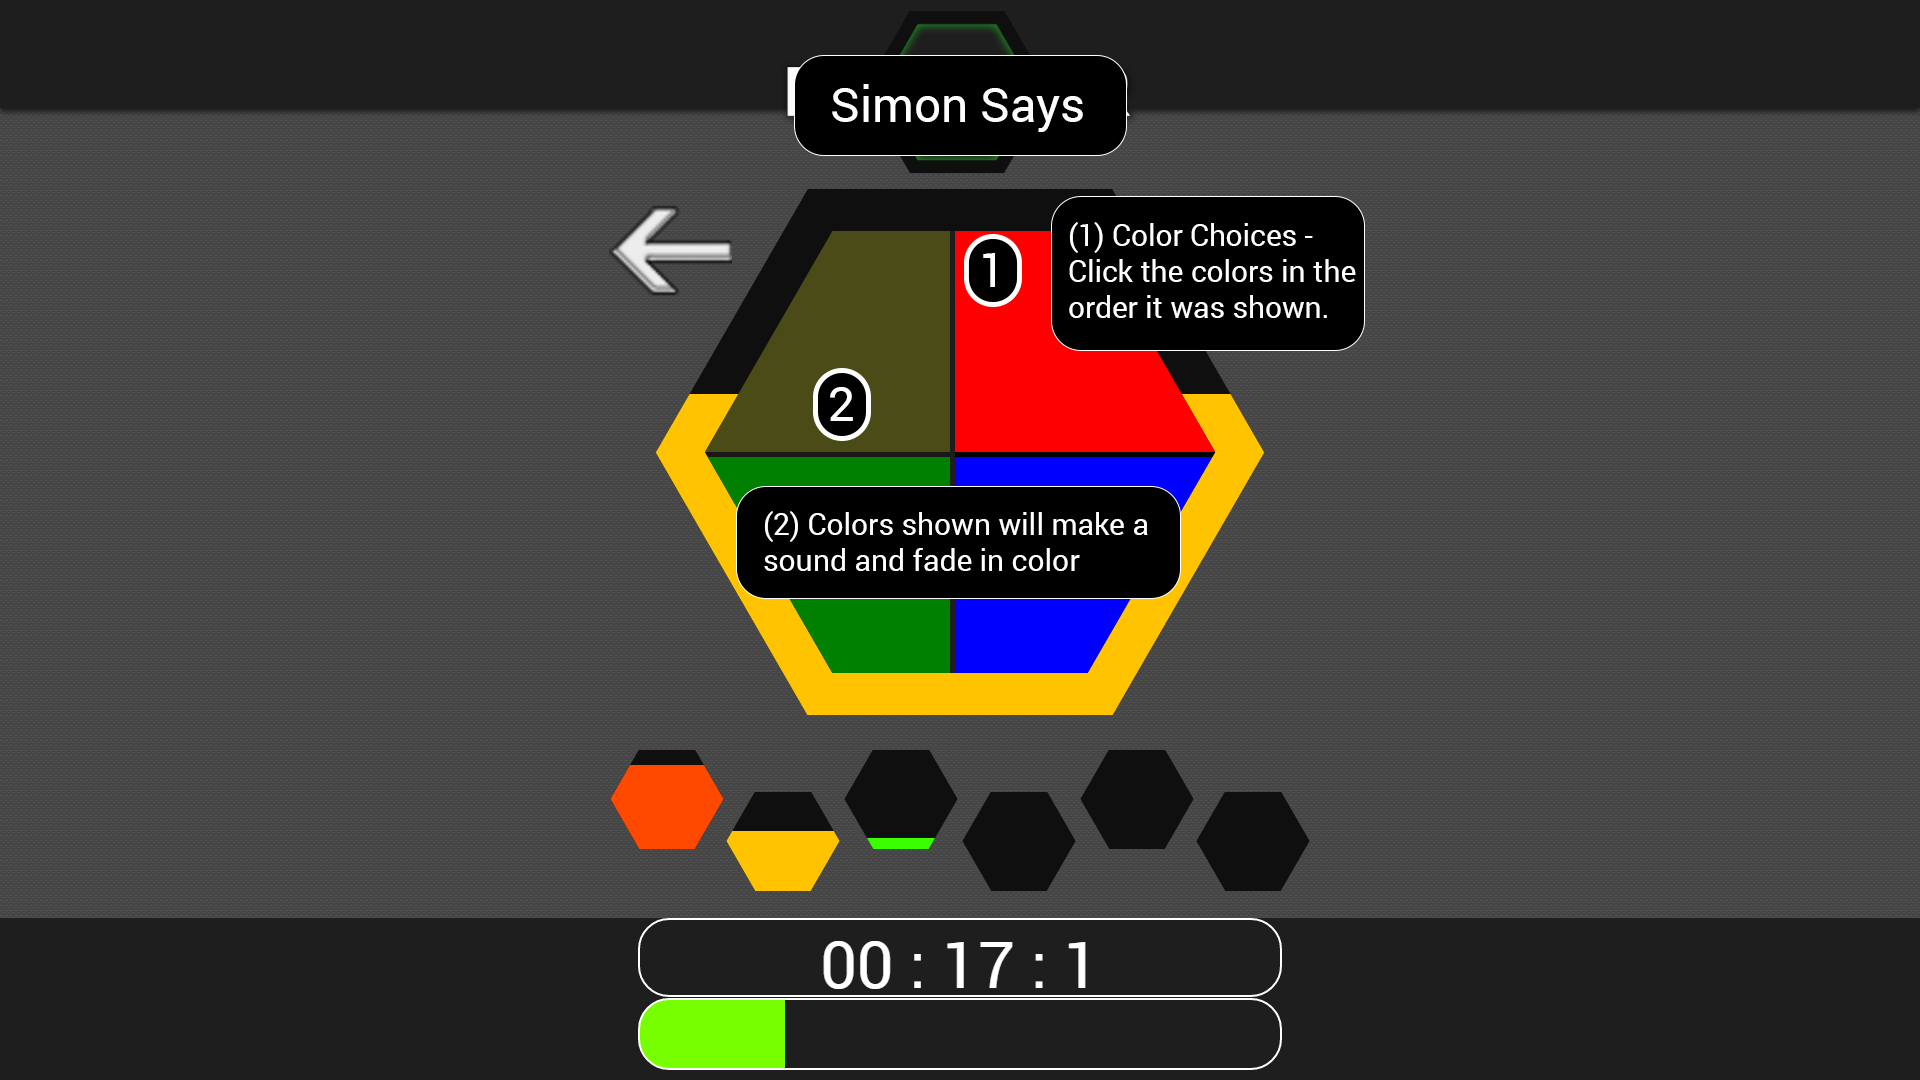 Simon Says
(1) Color Choices -
Click the colors in the
order it was shown.
1
2
(2) Colors shown will make a
sound and fade in color
00 : 17 : 1